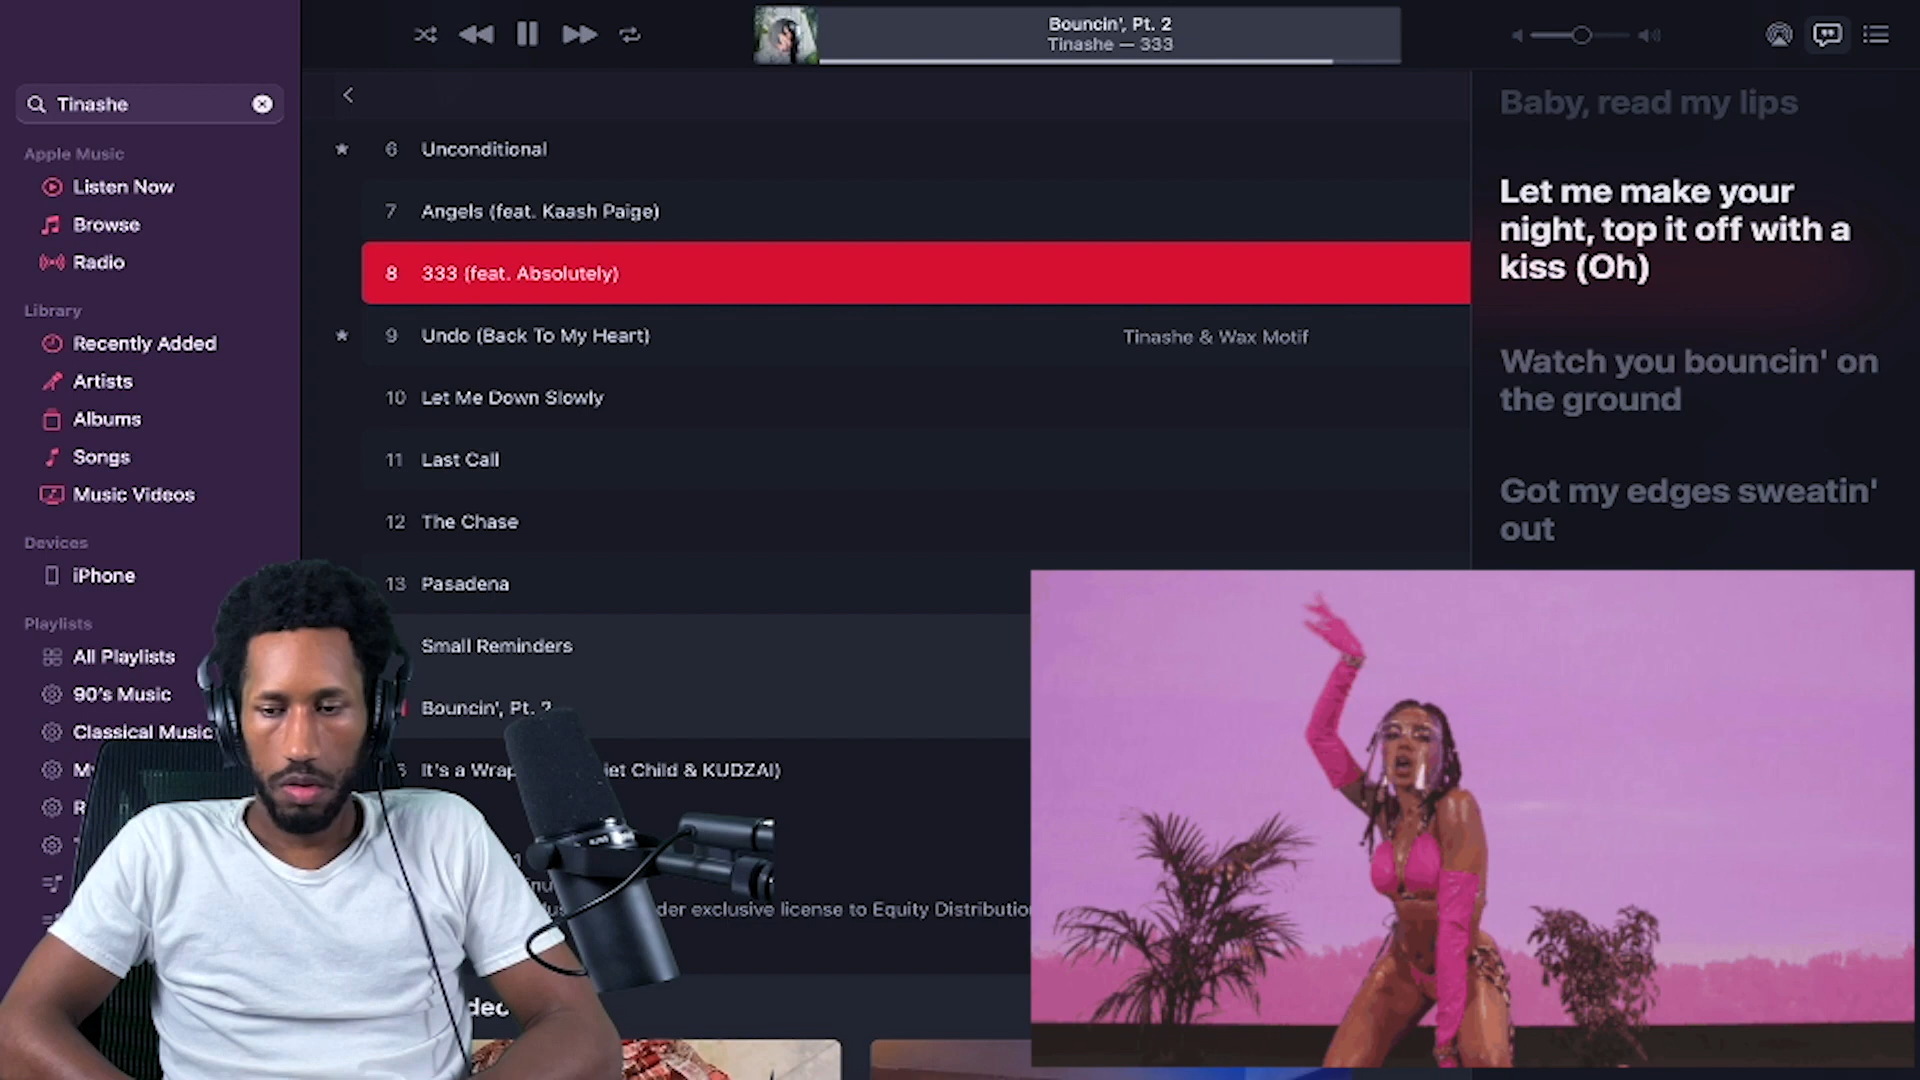 Bouncin', Pt. 2
Tinashe — 333
Tinashe
Apple Music
Listen Now
Browse
Radio
Library
Recently Added
Artists
Albums
Songs
Music Videos
Devices
iPhone
Playlists
All Playlists
90's Music
Classical Music
6 Unconditional
7 Angels (feat. Kaash Paige)
8 333 (feat. Absolutely)
9 Undo (Back To My Heart) Tinashe & Wax Motif
10 Let Me Down Slowly
11 Last Call
12 The Chase
13 Pasadena
Small Reminders
Bouncin', Pt. 2
It's a Wrap Child & KUDZAI)
exclusive license to Equity Distribution
Baby, read my lips
Let me make your
night, top it off with a
kiss (Oh)
Watch you bouncin' on
the ground
Got my edges sweatin'
out